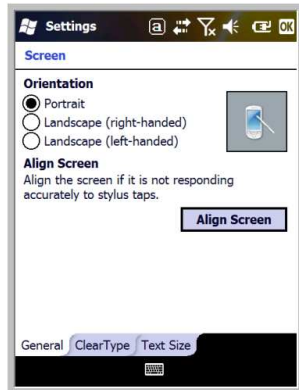 Settings
a
OK
Screen
Orientation
Portrait
Landscape (right-handed)
Landscape (left-handed)
Align Screen
Align the screen if it is not responding
accurately to stylus taps.
Align Screen
General ClearType Text Size